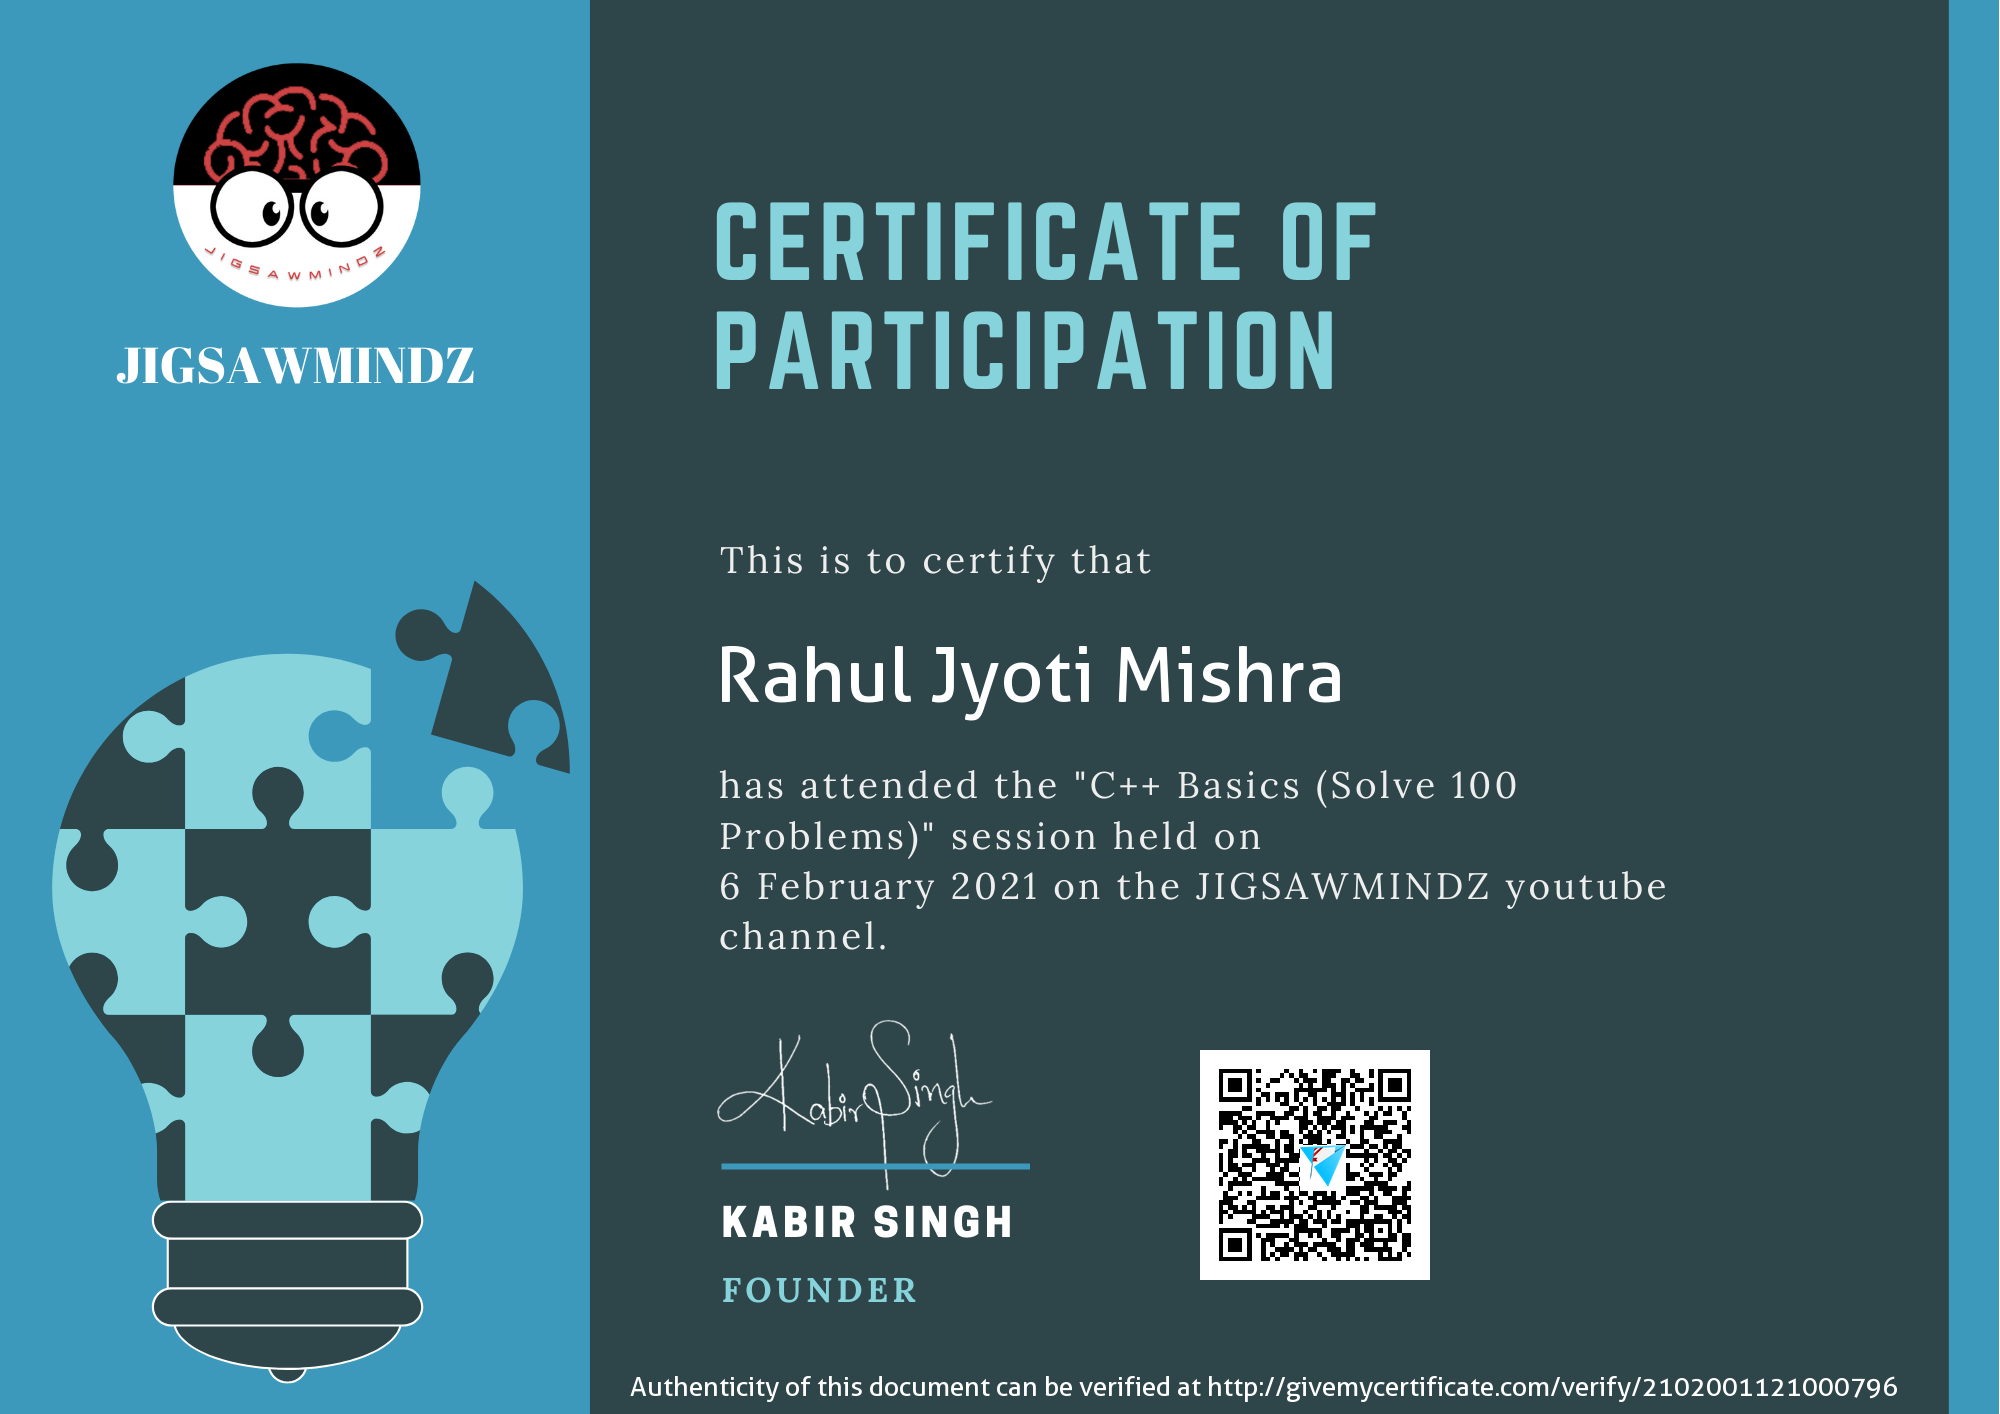 JIGSAWMINDZ
JIGSAWMINDZ
CERTIFICATE OF
PARTICIPATION
This is to certify that
Rahul Jyoti Mishra
has attended the "C++ Basics (Solve 100
Problems)" session held on
6 February 2021 on the JIGSAWMINDZ youtube
channel.
Kabir Singh
KABIR SINGH
FOUNDER
Authenticity of this document can be verified at http://givemycertificate.com/verify/2102001121000796